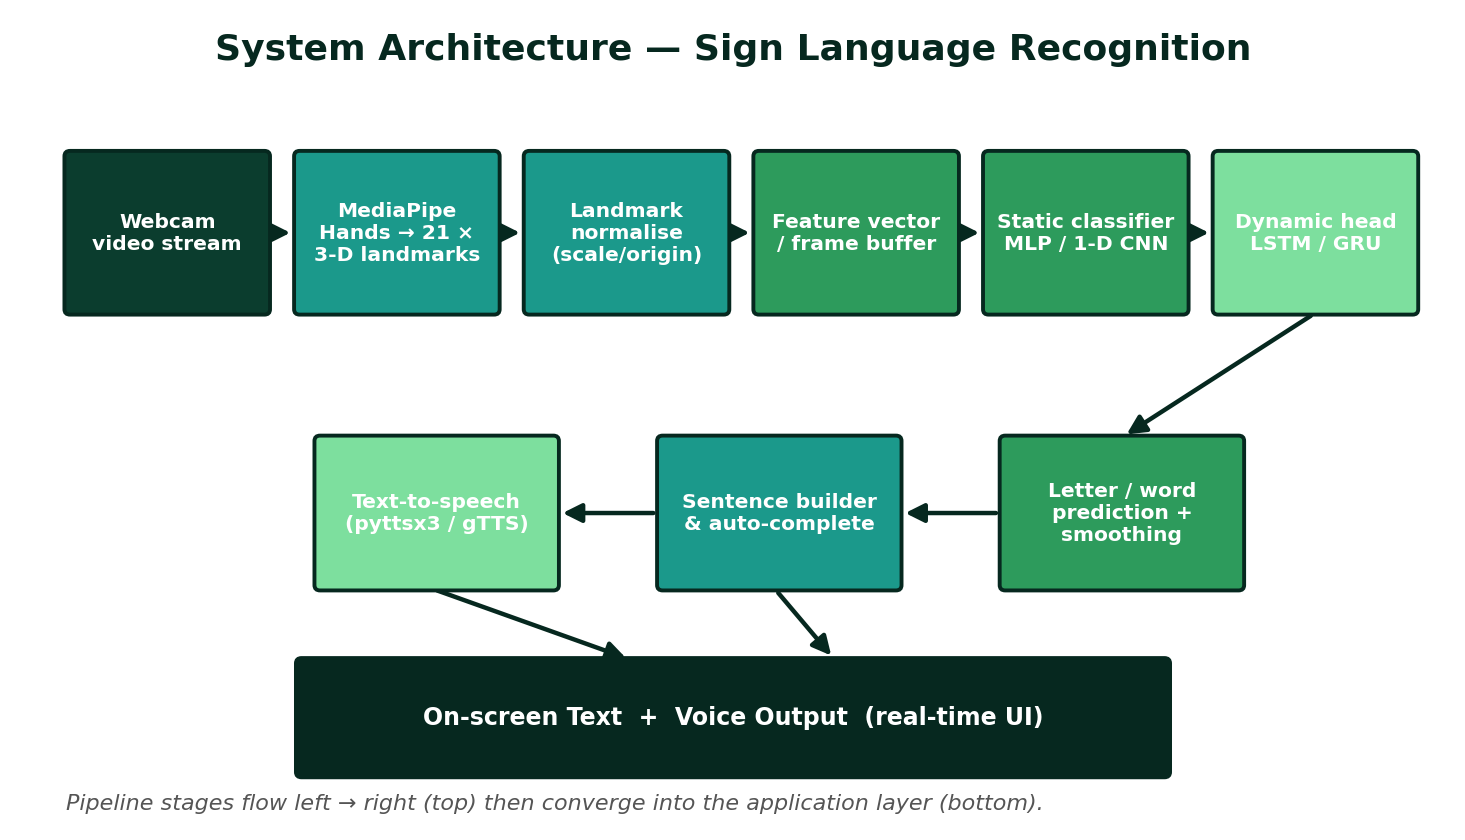 System Architecture — Sign Language Recognition
Webcam
video stream
MediaPipe
Hands → 21 ×
3-D landmarks
Landmark
normalise
(scale/origin)
Feature vector
/ frame buffer
Static classifier
MLP / 1-D CNN
Dynamic head
LSTM / GRU
Letter / word
prediction +
smoothing
Sentence builder
& auto-complete
Text-to-speech
(pyttsx3 / gTTS)
On-screen Text + Voice Output (real-time UI)
Pipeline stages flow left → right (top) then converge into the application layer (bottom).